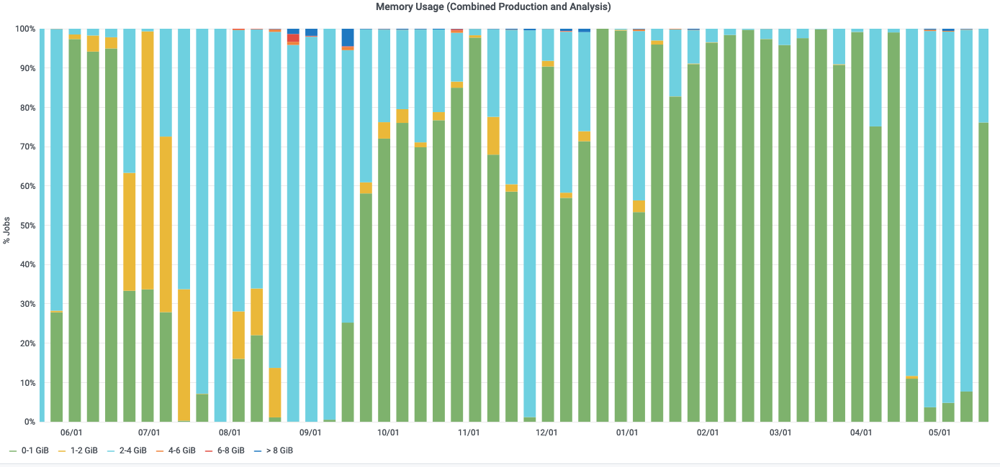 Memory Usage (Combined Production and Analysis)
100%
90%
80%
70%
60%
50%
40%
30%
20%
10%
0%
% Jobs
06/01 07/01 08/01 09/01 10/01 11/01 12/01 01/01 02/01 03/01 04/01 05/01
0-1 GiB 1-2 GiB 2-4 GiB 4-6 GiB 6-8 GiB > 8 GiB